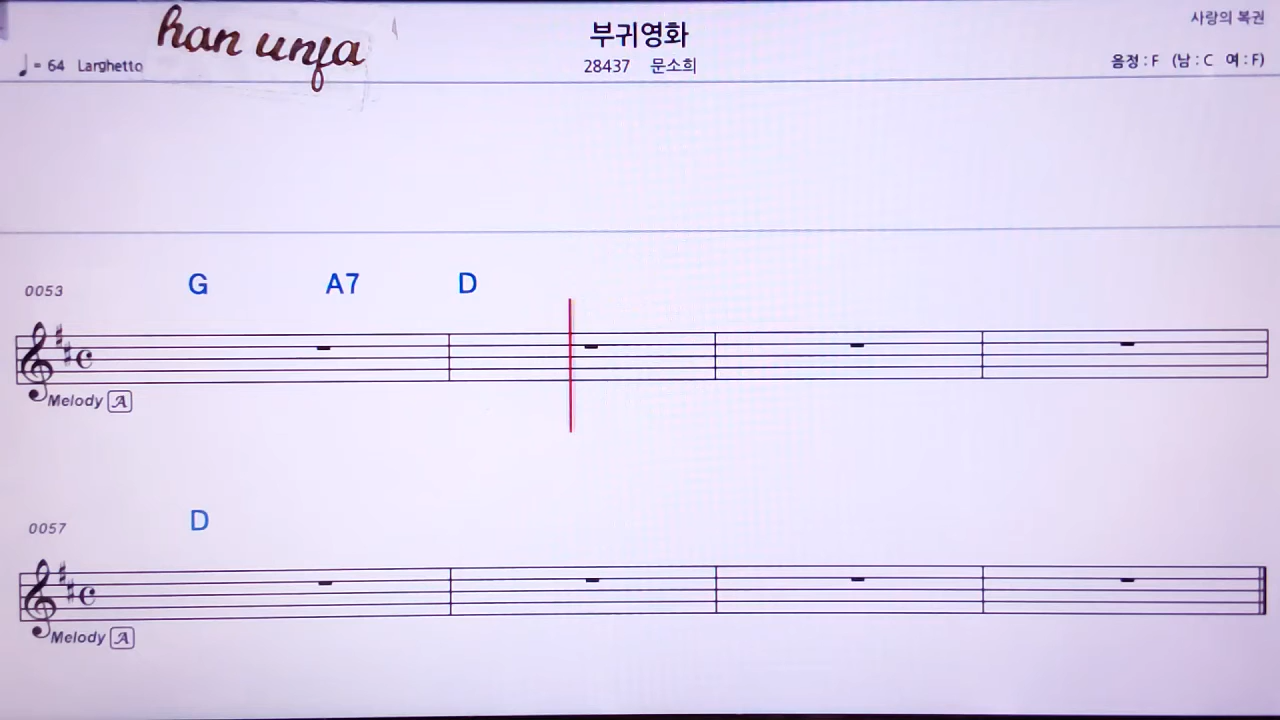 han unfa
부귀영화
사랑의 복권
♩= 64 Larghetto
28437 문소희
음정 : F (남 : C 여 : F)
G A7 D
0053
Melody A
D
0057
Melody A